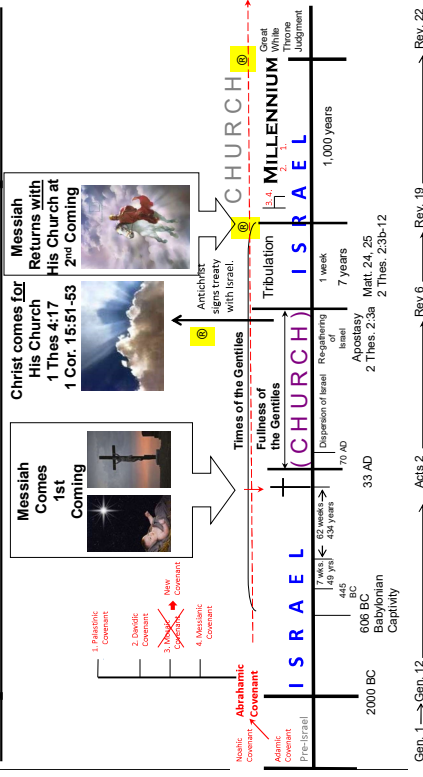 Messiah
Comes
1st
Coming
Christ comes for
His Church
1 Thes 4:17
1 Cor. 15:51-53
Messiah
Returns with
His Church at
2nd Coming
1. Palastinic
Covenant
2. Davidic
Covenant
3. Mosaic
Covenant
New
Covenant
4. Messianic
Covenant
Abrahamic
Covenant
Noahic
Covenant
Adamic
Covenant
Pre-Israel
Times of the Gentiles
Fullness of
the Gentiles
®
Antichrist
signs treaty
with Israel.
®
CHURCH
®
Great
White
Throne
Judgment
Tribulation
3. 4.
MILLENNIUM
2. 1.
ISRAEL
(CHURCH)
ISRAEL
2000 BC
606 BC
Babylonian
Captivity
445
BC
7 wks.
49 yrs
62 weeks
434 years
33 AD
70 AD
Dispersion of Israel
Re-gathering of
Israel
Apostasy
2 Thes. 2:3a
1 week
7 years
Matt. 24, 25
2 Thes. 2:3b-12
1,000 years
Gen. 1
Gen. 12
Acts 2
Rev 6
Rev. 19
Rev. 22